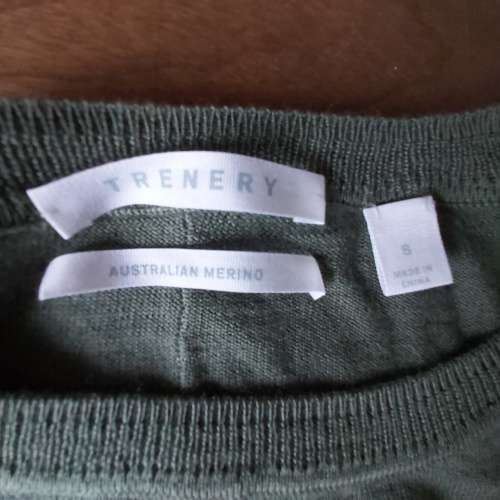 TRENERY
AUSTRALIAN MERINO
S
MADE IN
CHINA